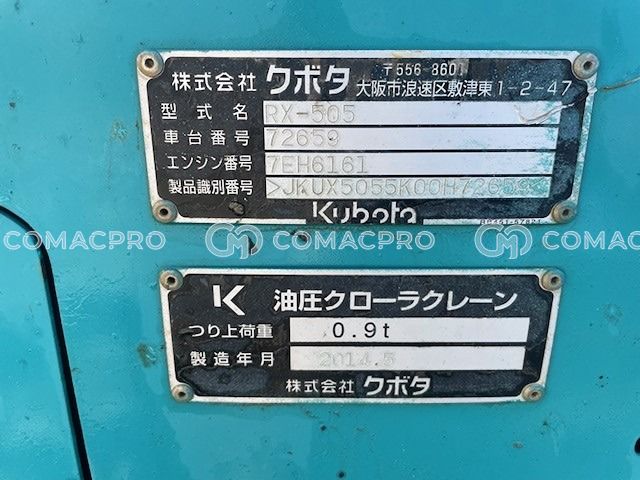 株式会社 クボタ 〒556-8601
大阪市浪速区敷津東1-2-47
型式名 RX-505
車台番号 72659
エンジン番号 7EH6161
製品識別番号 >JKUX5055K00H72659<
Kubota
COMACPRO COMACPRO COMACPRO
K 油圧クローラクレーン
つり上荷重 0.9t
製造年月 2014.5
株式会社 クボタ